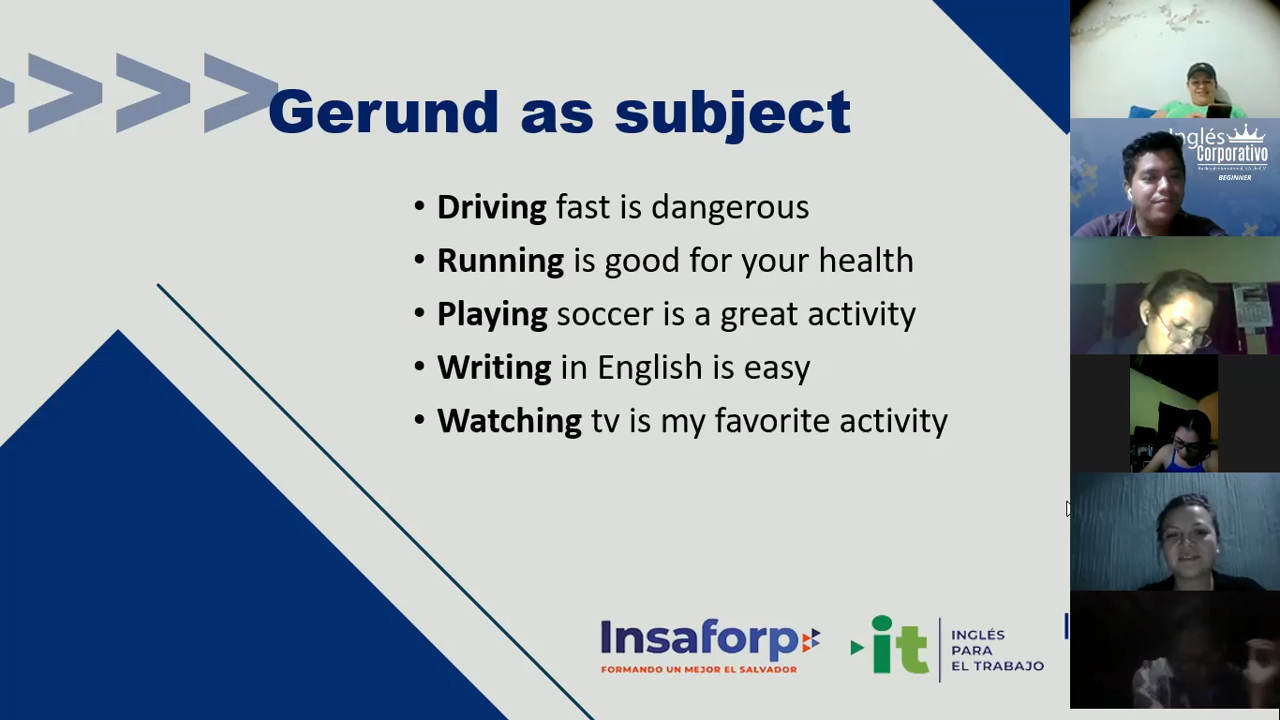 Gerund as subject
• Driving fast is dangerous
• Running is good for your health
• Playing soccer is a great activity
• Writing in English is easy
• Watching tv is my favorite activity
Insaforp
FORMANDO UN MEJOR EL SALVADOR
it
INGLÉS
PARA
EL TRABAJO
Inglés
Corporativo
BEGINNER